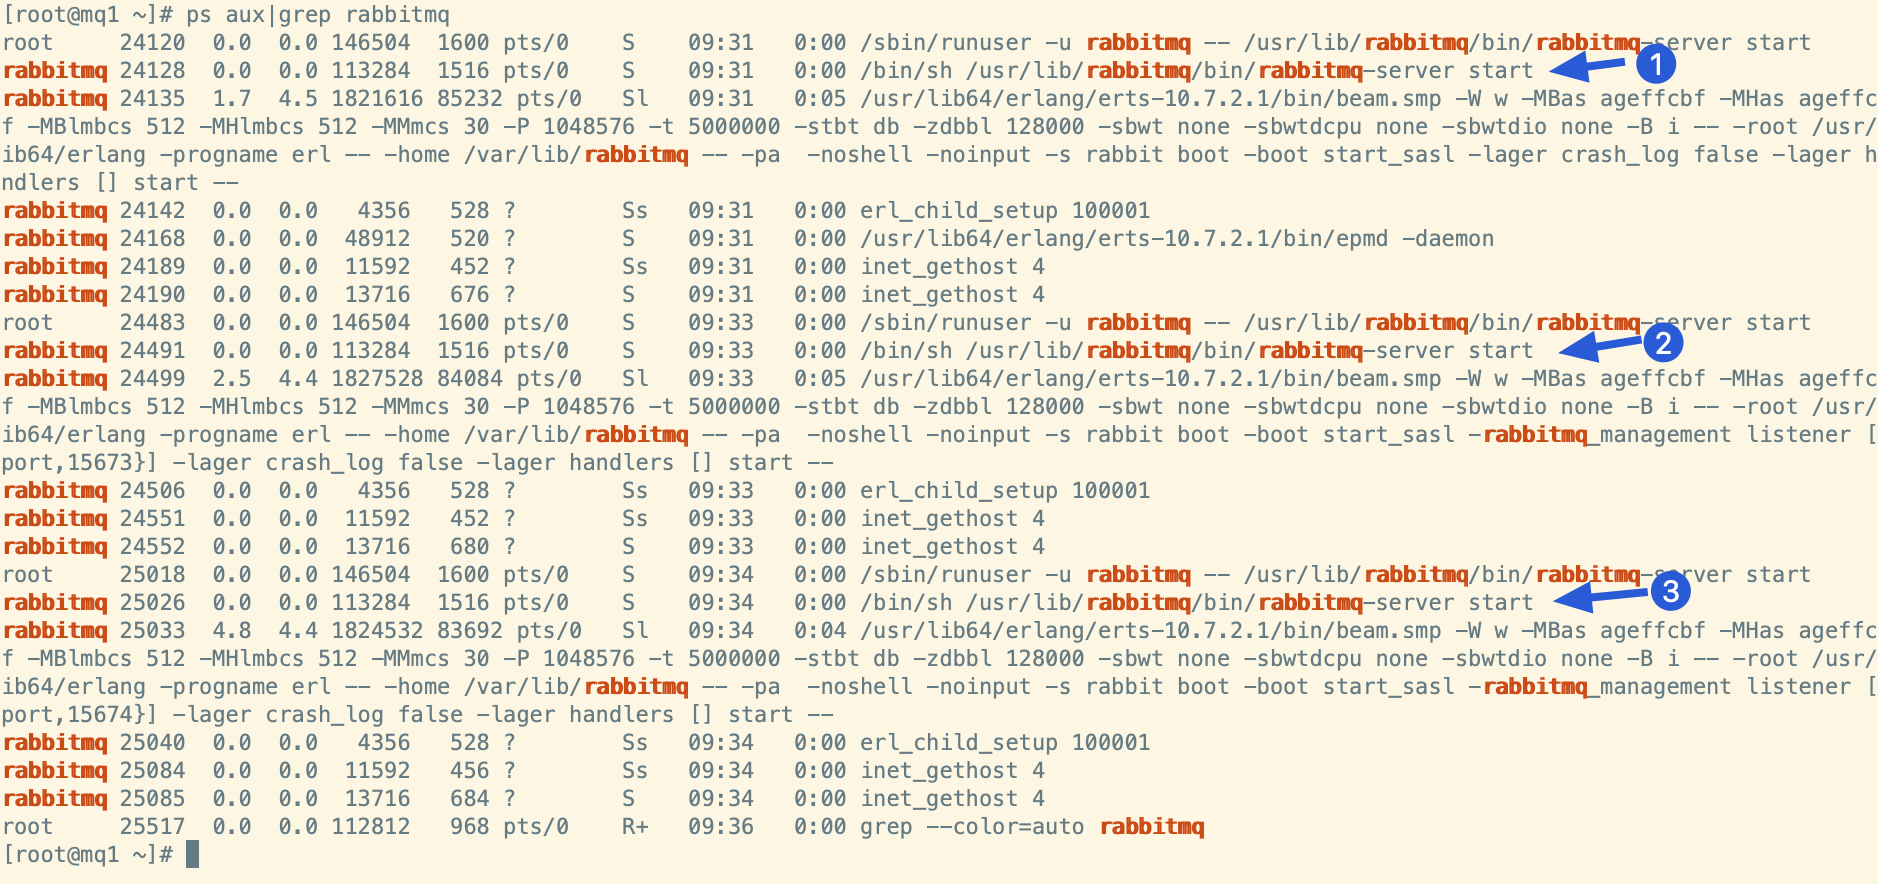 [root@mq1 ~]# ps aux|grep rabbitmq
root     24120  0.0  0.0 146504  1600 pts/0    S    09:31   0:00 /sbin/runuser -u rabbitmq -- /usr/lib/rabbitmq/bin/rabbitmq-server start
rabbitmq 24128  0.0  0.0 113284  1516 pts/0    S    09:31   0:00 /bin/sh /usr/lib/rabbitmq/bin/rabbitmq-server start 1
rabbitmq 24135  1.7  4.5 1821616 85232 pts/0   Sl   09:31   0:05 /usr/lib64/erlang/erts-10.7.2.1/bin/beam.smp -W w -MBas ageffcbf -MHas ageffc
f -MBlmbcs 512 -MHlmbcs 512 -MMmcs 30 -P 1048576 -t 5000000 -stbt db -zdbbl 128000 -sbwt none -sbwtdcpu none -sbwtdio none -B i -- -root /usr/
ib64/erlang -progname erl -- -home /var/lib/rabbitmq -- -pa  -noshell -noinput -s rabbit boot -boot start_sasl -lager crash_log false -lager h
ndlers [] start --
rabbitmq 24142  0.0  0.0   4356   528 ?        Ss   09:31   0:00 erl_child_setup 100001
rabbitmq 24168  0.0  0.0  48912   520 ?        S    09:31   0:00 /usr/lib64/erlang/erts-10.7.2.1/bin/epmd -daemon
rabbitmq 24189  0.0  0.0  11592   452 ?        Ss   09:31   0:00 inet_gethost 4
rabbitmq 24190  0.0  0.0  13716   676 ?        S    09:31   0:00 inet_gethost 4
root     24483  0.0  0.0 146504  1600 pts/0    S    09:33   0:00 /sbin/runuser -u rabbitmq -- /usr/lib/rabbitmq/bin/rabbitmq-server start
rabbitmq 24491  0.0  0.0 113284  1516 pts/0    S    09:33   0:00 /bin/sh /usr/lib/rabbitmq/bin/rabbitmq-server start 2
rabbitmq 24499  2.5  4.4 1827528 84084 pts/0   Sl   09:33   0:05 /usr/lib64/erlang/erts-10.7.2.1/bin/beam.smp -W w -MBas ageffcbf -MHas ageffc
f -MBlmbcs 512 -MHlmbcs 512 -MMmcs 30 -P 1048576 -t 5000000 -stbt db -zdbbl 128000 -sbwt none -sbwtdcpu none -sbwtdio none -B i -- -root /usr/
ib64/erlang -progname erl -- -home /var/lib/rabbitmq -- -pa  -noshell -noinput -s rabbit boot -boot start_sasl -rabbitmq_management listener [
port,15673}] -lager crash_log false -lager handlers [] start --
rabbitmq 24506  0.0  0.0   4356   528 ?        Ss   09:33   0:00 erl_child_setup 100001
rabbitmq 24551  0.0  0.0  11592   452 ?        Ss   09:33   0:00 inet_gethost 4
rabbitmq 24552  0.0  0.0  13716   680 ?        S    09:33   0:00 inet_gethost 4
root     25018  0.0  0.0 146504  1600 pts/0    S    09:34   0:00 /sbin/runuser -u rabbitmq -- /usr/lib/rabbitmq/bin/rabbitmq-server start
rabbitmq 25026  0.0  0.0 113284  1516 pts/0    S    09:34   0:00 /bin/sh /usr/lib/rabbitmq/bin/rabbitmq-server start 3
rabbitmq 25033  4.8  4.4 1824532 83692 pts/0   Sl   09:34   0:04 /usr/lib64/erlang/erts-10.7.2.1/bin/beam.smp -W w -MBas ageffcbf -MHas ageffc
f -MBlmbcs 512 -MHlmbcs 512 -MMmcs 30 -P 1048576 -t 5000000 -stbt db -zdbbl 128000 -sbwt none -sbwtdcpu none -sbwtdio none -B i -- -root /usr/
ib64/erlang -progname erl -- -home /var/lib/rabbitmq -- -pa  -noshell -noinput -s rabbit boot -boot start_sasl -rabbitmq_management listener [
port,15674}] -lager crash_log false -lager handlers [] start --
rabbitmq 25040  0.0  0.0   4356   528 ?        Ss   09:34   0:00 erl_child_setup 100001
rabbitmq 25084  0.0  0.0  11592   456 ?        Ss   09:34   0:00 inet_gethost 4
rabbitmq 25085  0.0  0.0  13716   684 ?        S    09:34   0:00 inet_gethost 4
root     25517  0.0  0.0 112812   968 pts/0    R+   09:36   0:00 grep --color=auto rabbitmq
[root@mq1 ~]#